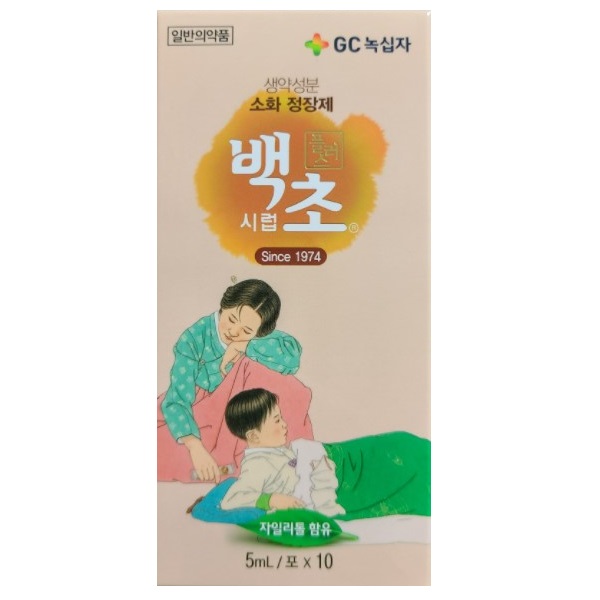 일반의약품
GC 녹십자
생약성분
소화 정장제
백초
플러스
시럽
Since 1974
자일리톨 함유
5mL / 포 x 10